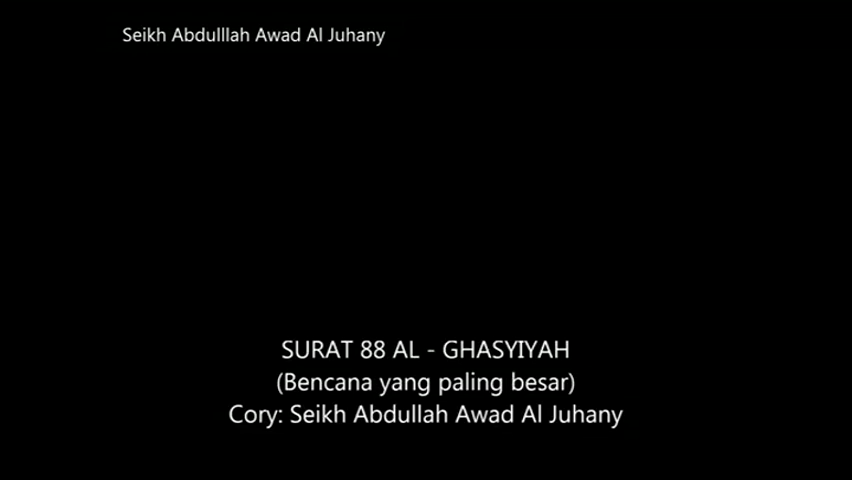 Seikh Abdulllah Awad Al Juhany
SURAT 88 AL - GHASYIYAH
(Bencana yang paling besar)
Cory: Seikh Abdullah Awad Al Juhany